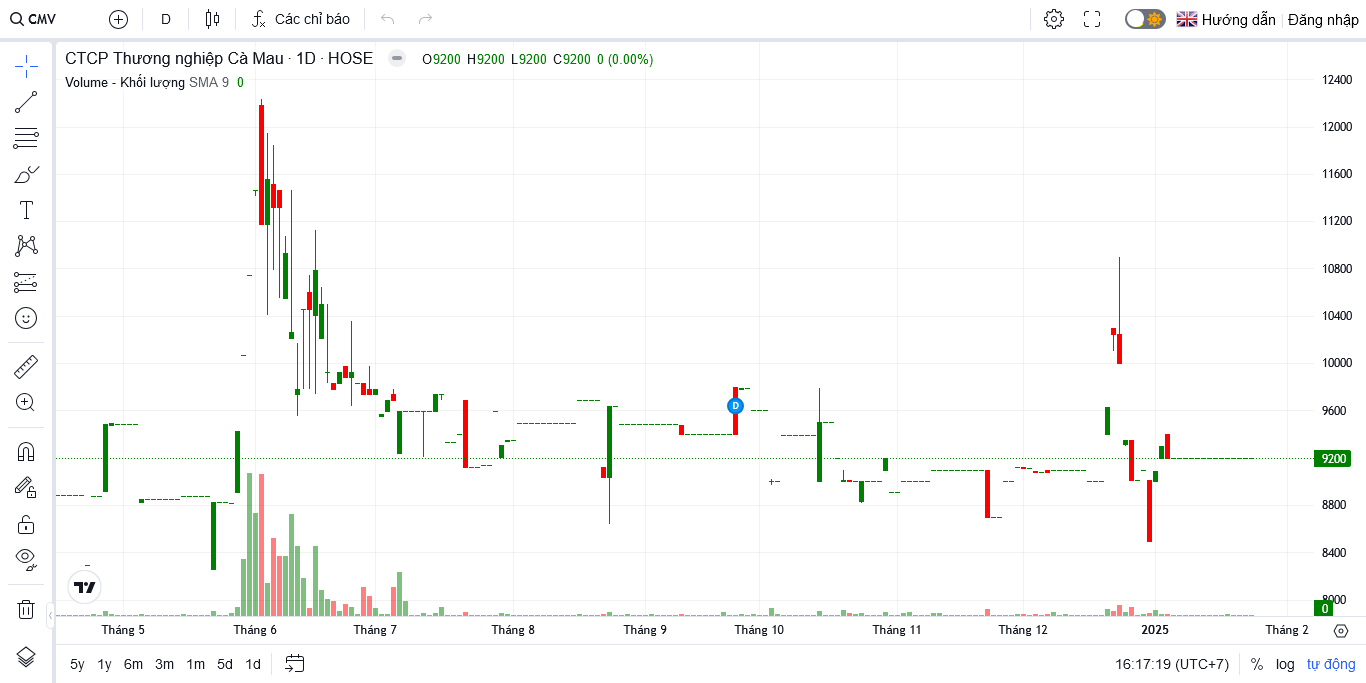 CMV D Các chỉ báo Hướng dẫn Đăng nhập
CTCP Thương nghiệp Cà Mau · 1D · HOSE O9200 H9200 L9200 C9200 0 (0.00%)
Volume - Khối lượng SMA 9 0
12400
12000
11600
11200
10800
10400
10000
9600
9200
8800
8400
8000
0
D
Tháng 5 Tháng 6 Tháng 7 Tháng 8 Tháng 9 Tháng 10 Tháng 11 Tháng 12 2025 Tháng 2
5y 1y 6m 3m 1m 5d 1d 16:17:19 (UTC+7) % log tự động